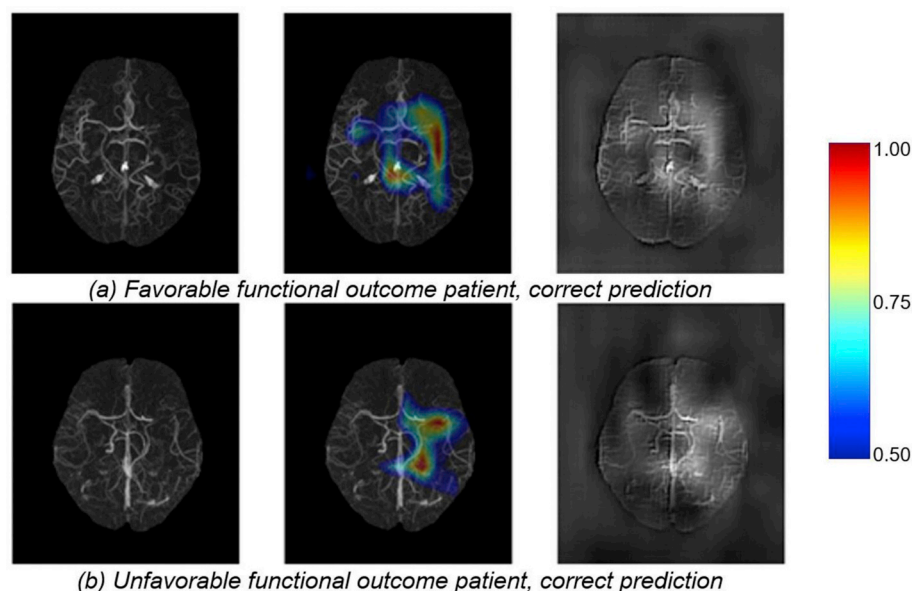 1.00
(a) Favorable functional outcome patient, correct prediction
0.75
0.50
(b) Unfavorable functional outcome patient, correct prediction